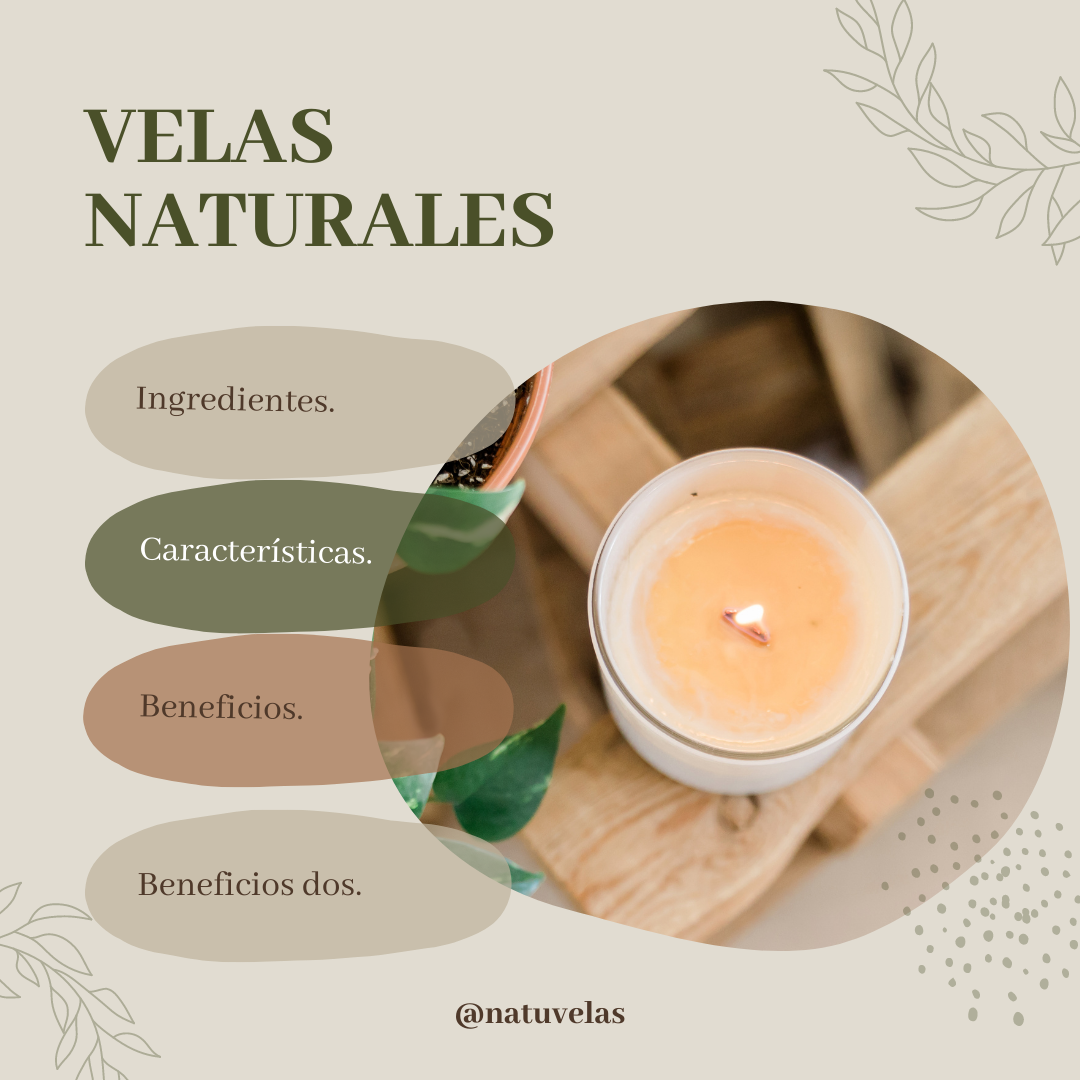 VELAS
NATURALES
Ingredientes.
Características.
Beneficios.
Beneficios dos.
@natuvelas